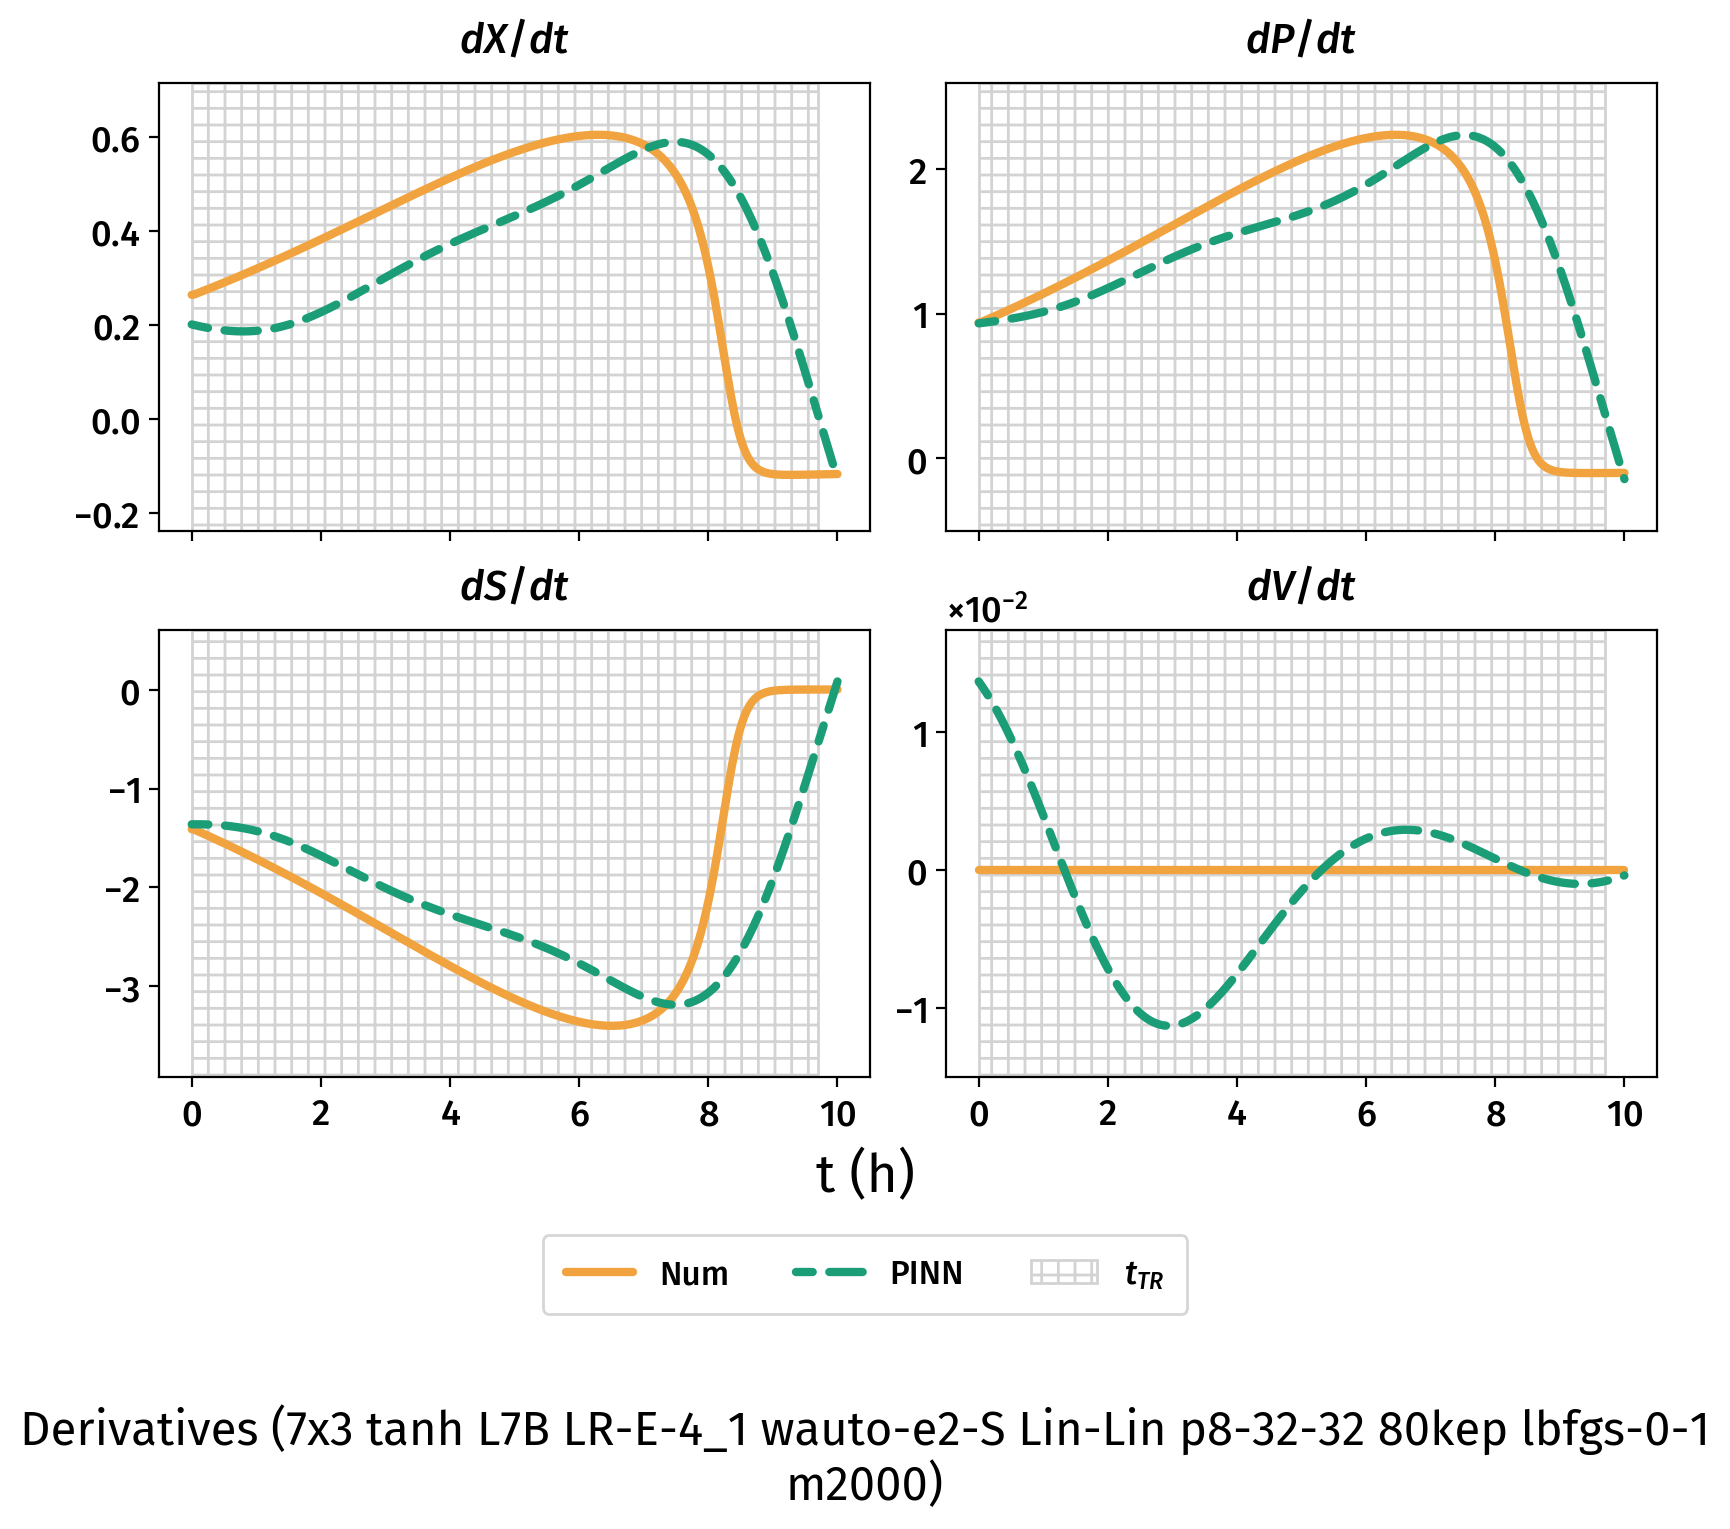 dX/dt
dP/dt
0.6
0.4
0.2
0.0
−0.2
2
1
0
dS/dt
dV/dt
×10⁻²
0
−1
−2
−3
1
0
−1
0 2 4 6 8 10
0 2 4 6 8 10
t (h)
Num PINN t_TR
Derivatives (7x3 tanh L7B LR-E-4_1 wauto-e2-S Lin-Lin p8-32-32 80kep lbfgs-0-1
m2000)